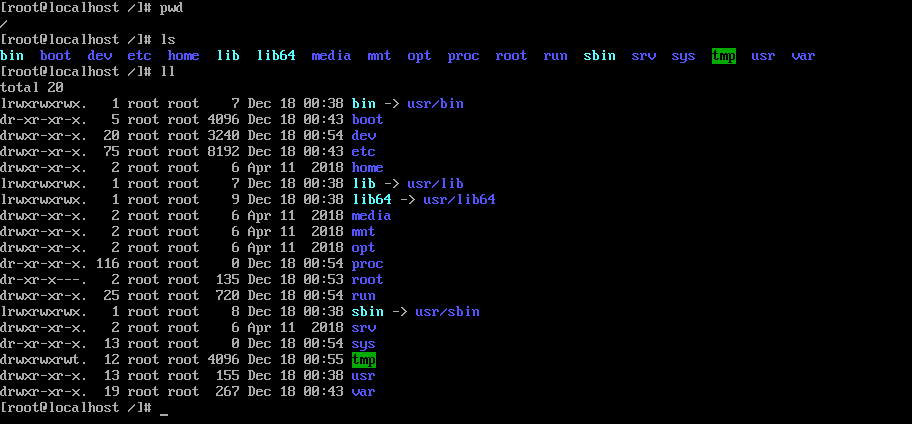 [root@localhost /]# pwd
/
[root@localhost /]# ls
bin  boot  dev  etc  home  lib  lib64  media  mnt  opt  proc  root  run  sbin  srv  sys  tmp  usr  var
[root@localhost /]# ll
total 20
lrwxrwxrwx.   1 root root    7 Dec 18 00:38 bin -> usr/bin
dr-xr-xr-x.   5 root root 4096 Dec 18 00:43 boot
drwxr-xr-x.  20 root root 3240 Dec 18 00:54 dev
drwxr-xr-x.  75 root root 8192 Dec 18 00:43 etc
drwxr-xr-x.   2 root root    6 Apr 11  2018 home
lrwxrwxrwx.   1 root root    7 Dec 18 00:38 lib -> usr/lib
lrwxrwxrwx.   1 root root    9 Dec 18 00:38 lib64 -> usr/lib64
drwxr-xr-x.   2 root root    6 Apr 11  2018 media
drwxr-xr-x.   2 root root    6 Apr 11  2018 mnt
drwxr-xr-x.   2 root root    6 Apr 11  2018 opt
dr-xr-xr-x. 116 root root    0 Dec 18 00:54 proc
dr-xr-x---.   2 root root  135 Dec 18 00:53 root
drwxr-xr-x.  25 root root  720 Dec 18 00:54 run
lrwxrwxrwx.   1 root root    8 Dec 18 00:38 sbin -> usr/sbin
drwxr-xr-x.   2 root root    6 Apr 11  2018 srv
dr-xr-xr-x.  13 root root    0 Dec 18 00:54 sys
drwxrwxrwt.  12 root root 4096 Dec 18 00:55 tmp
drwxr-xr-x.  13 root root  155 Dec 18 00:38 usr
drwxr-xr-x.  19 root root  267 Dec 18 00:43 var
[root@localhost /]# _